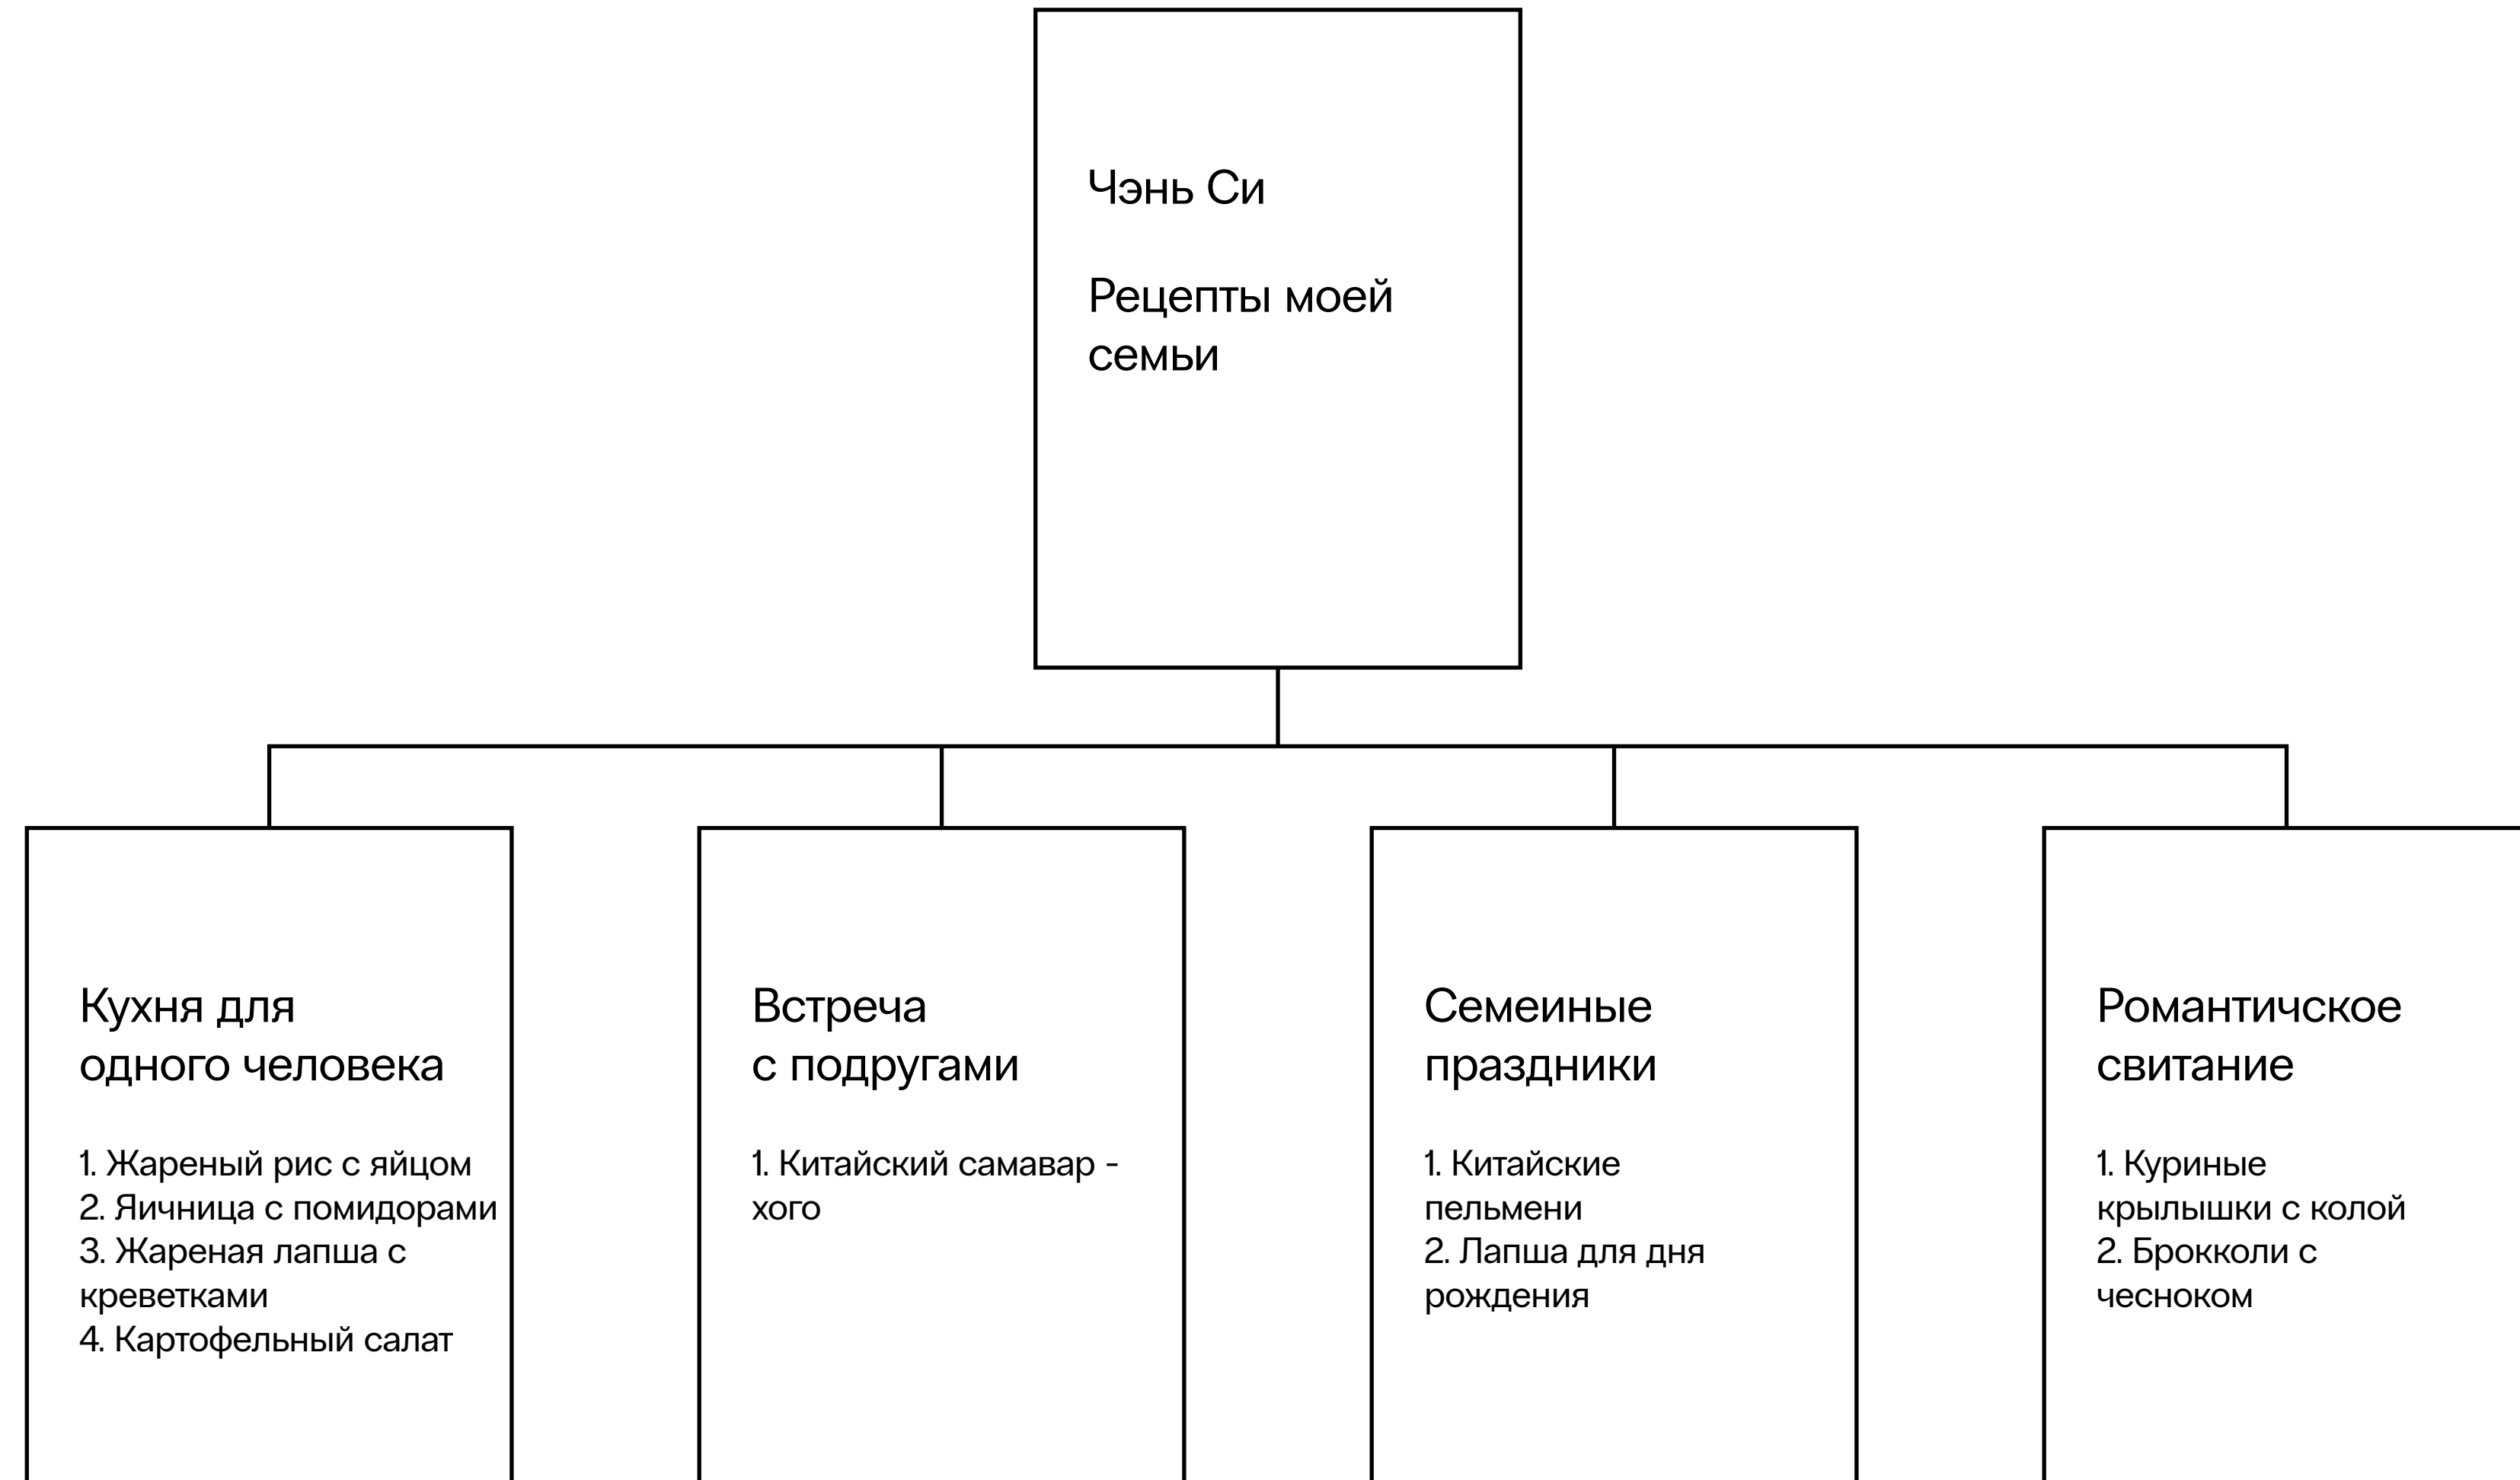 Чэнь Си
Рецепты моей
семьи
Кухня для
одного человека
1. Жареный рис с яйцом
2. Яичница с помидорами
3. Жареная лапша с
креветками
4. Картофельный салат
Встреча
с подругами
1. Китайский самавар -
хого
Семеиные
праздники
1. Китайские
пельмени
2. Лапша для дня
рождения
Романтичское
свитание
1. Куриные
крылышки с колой
2. Брокколи с
чесноком